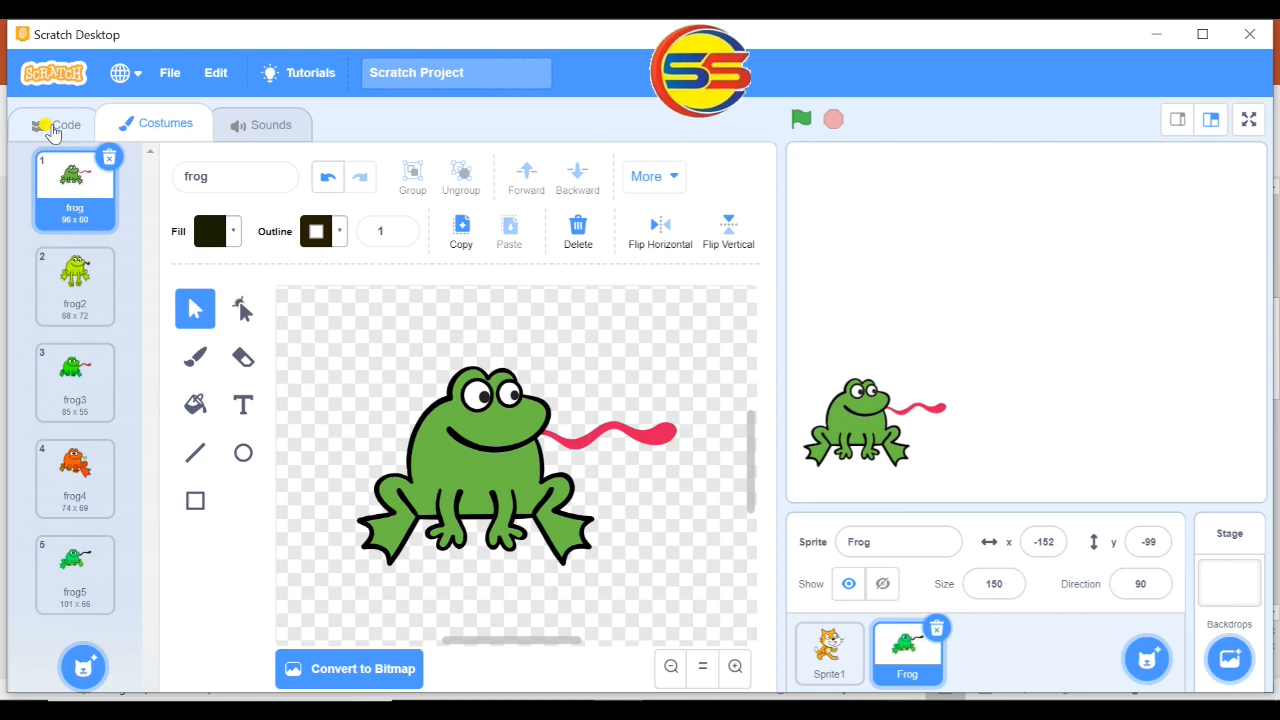 Scratch Desktop
SCRATCH
File
Edit
Tutorials
Scratch Project
SS
Code
Costumes
Sounds
1
frog
96 x 60
2
frog2
68 x 72
3
frog3
85 x 55
4
frog4
74 x 69
5
frog5
101 x 66
frog
Group
Ungroup
Forward
Backward
More
Fill
Outline
1
Copy
Paste
Delete
Flip Horizontal
Flip Vertical
T
Convert to Bitmap
Sprite
Frog
x
-152
y
-99
Show
Size
150
Direction
90
Sprite1
Frog
Stage
Backdrops